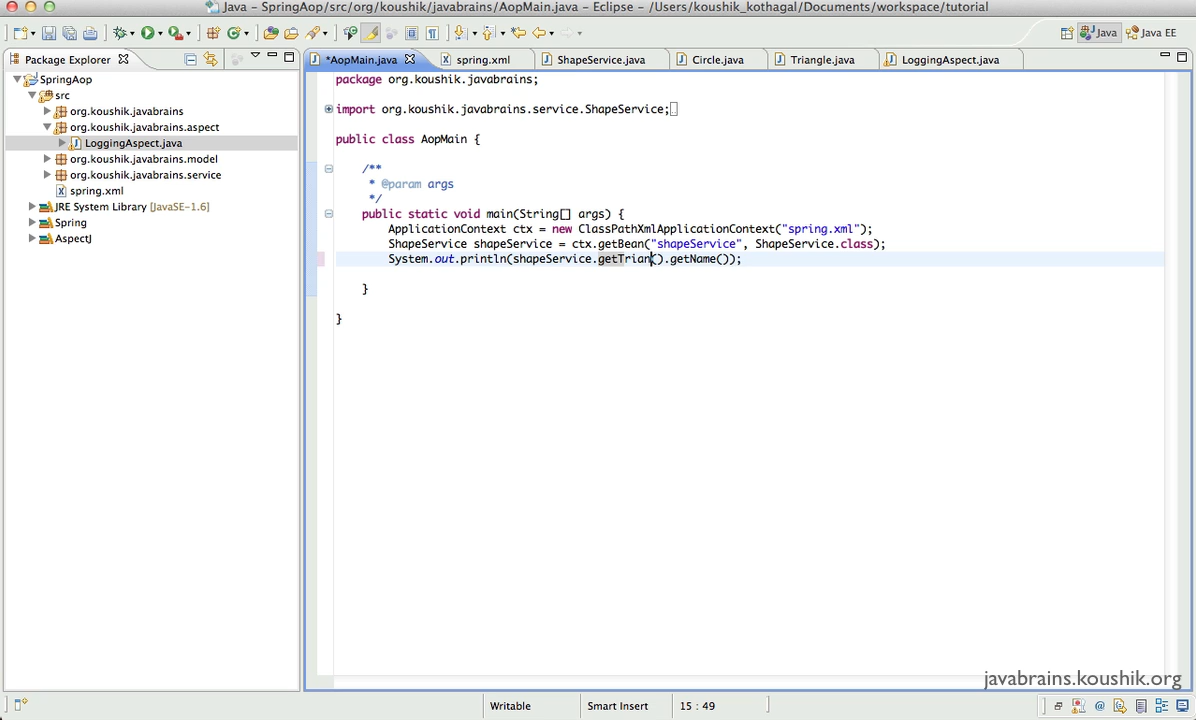 Java - SpringAop/src/org/koushik/javabrains/AopMain.java - Eclipse - /Users/koushik_kothagal/Documents/workspace/tutorial
Java
Java EE
Package Explorer
*AopMain.java
spring.xml
ShapeService.java
Circle.java
Triangle.java
LoggingAspect.java
SpringAop
src
org.koushik.javabrains
org.koushik.javabrains.aspect
LoggingAspect.java
org.koushik.javabrains.model
org.koushik.javabrains.service
spring.xml
JRE System Library [JavaSE-1.6]
Spring
AspectJ
package org.koushik.javabrains;
import org.koushik.javabrains.service.ShapeService;
public class AopMain {
/**
* @param args
*/
public static void main(String[] args) {
ApplicationContext ctx = new ClassPathXmlApplicationContext("spring.xml");
ShapeService shapeService = ctx.getBean("shapeService", ShapeService.class);
System.out.println(shapeService.getTrian().getName());
}
}
javabrains.koushik.org
Writable
Smart Insert
15 : 49